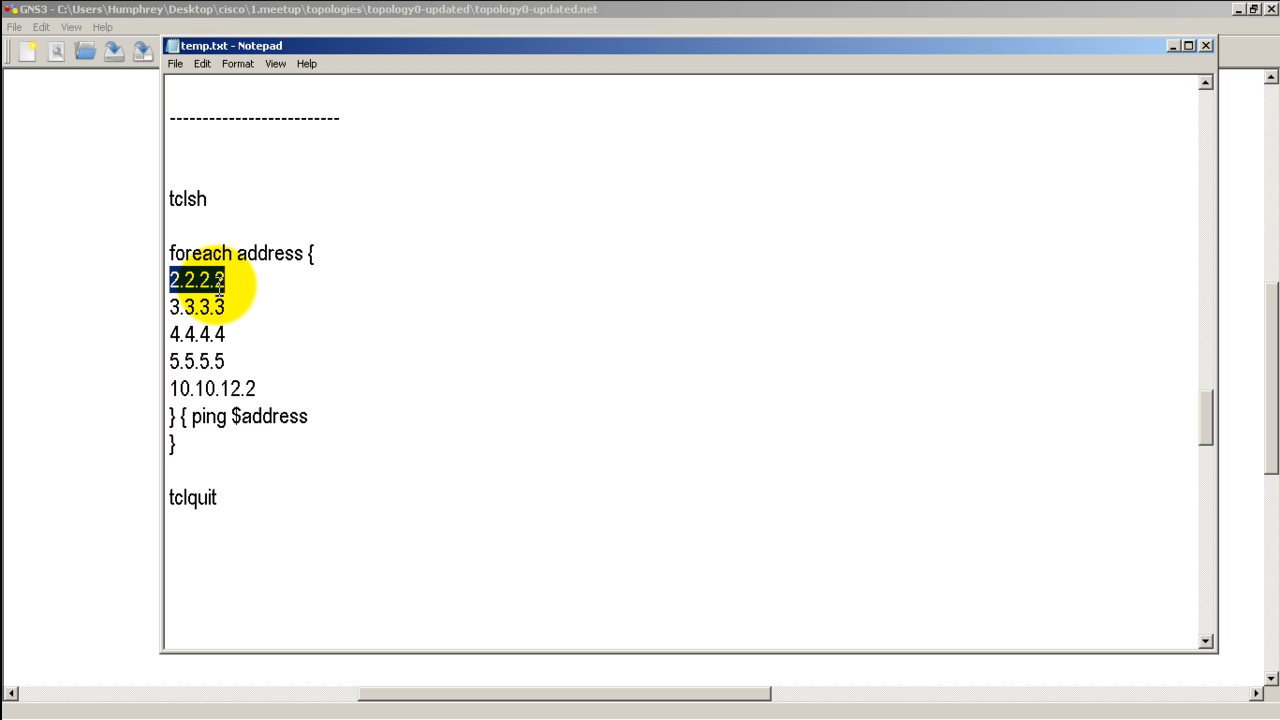 GNS3 - C:\Users\Humphrey\Desktop\cisco\1.meetup\topologies\topology0-updated\topology0-updated.net
File Edit View Help
temp.txt - Notepad
File Edit Format View Help
--------------------------
tclsh
foreach address {
2.2.2.2
3.3.3.3
4.4.4.4
5.5.5.5
10.10.12.2
} { ping $address
}
tclquit